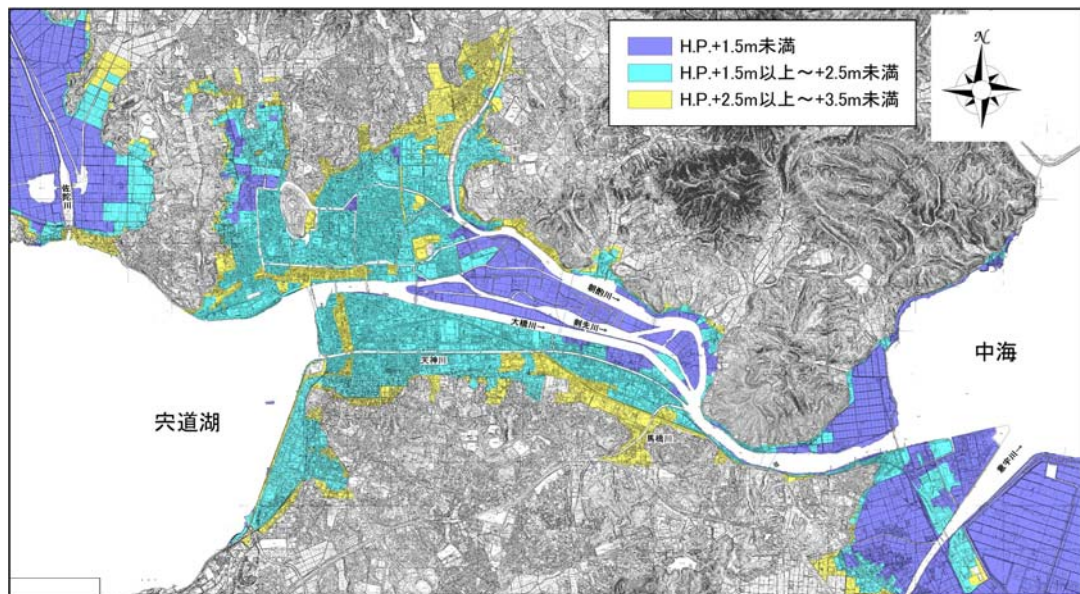 H.P.+1.5m未満
H.P.+1.5m以上～+2.5m未満
H.P.+2.5m以上～+3.5m未満
N
佐陀川
朝酌川→
剣先川→
大橋川→
天神川
中海
宍道湖
馬橋川
意宇川→